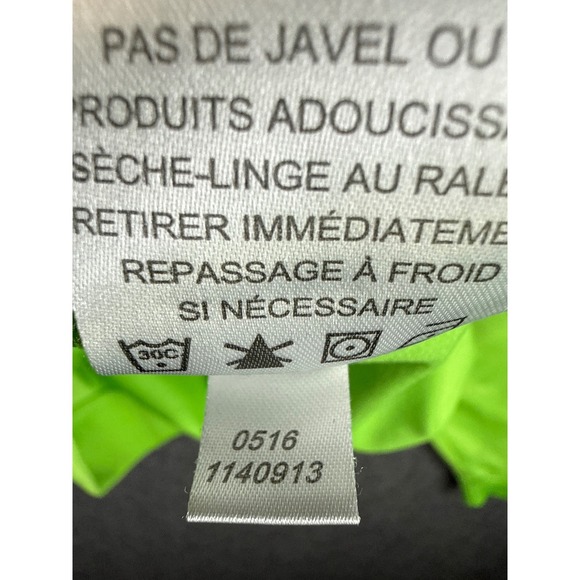 PAS DE JAVEL OU
PRODUITS ADOUCISSA
SÈCHE-LINGE AU RALE
RETIRER IMMÉDIATEME
REPASSAGE À FROID
SI NÉCESSAIRE
30C
0516
1140913